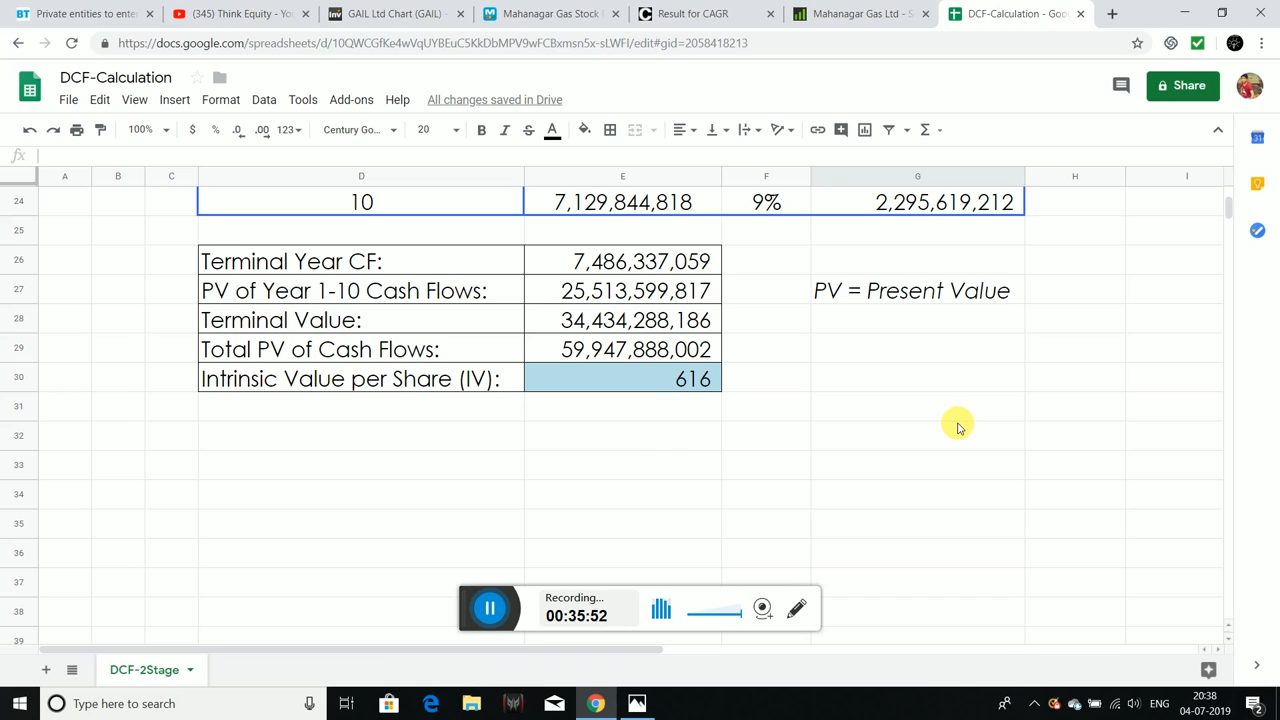 Private entities to enter
(345) Think Equity - Yo
GAIL Ltd Chart (GAIL) -
Mahanagar Gas Stock
Result for CAGR
Mahanagar Gas Ltd - S
DCF-Calculation - Goo
https://docs.google.com/spreadsheets/d/10QWCGfKe4wVqUYBEuC5KkDhMPV9wFCBxmsn5x-sLWFI/edit#gid=2058418213
DCF-Calculation
File Edit View Insert Format Data Tools Add-ons Help All changes saved in Drive
Share
100% $ % .0 .00 123 Century Go... 20 B I S A
fx
A B C D E F G H I
24 10 7,129,844,818 9% 2,295,619,212
25
26 Terminal Year CF: 7,486,337,059
27 PV of Year 1-10 Cash Flows: 25,513,599,817 PV = Present Value
28 Terminal Value: 34,434,288,186
29 Total PV of Cash Flows: 59,947,888,002
30 Intrinsic Value per Share (IV): 616
31
32
33
34
35
36
37
38
39
Recording...
00:35:52
DCF-2Stage
Type here to search
ENG
20:38
04-07-2019
2